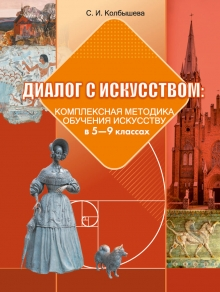 С. И. Колбышева
ДИАЛОГ С ИСКУССТВОМ:
КОМПЛЕКСНАЯ МЕТОДИКА
ОБУЧЕНИЯ ИСКУССТВУ
в 5—9 классах